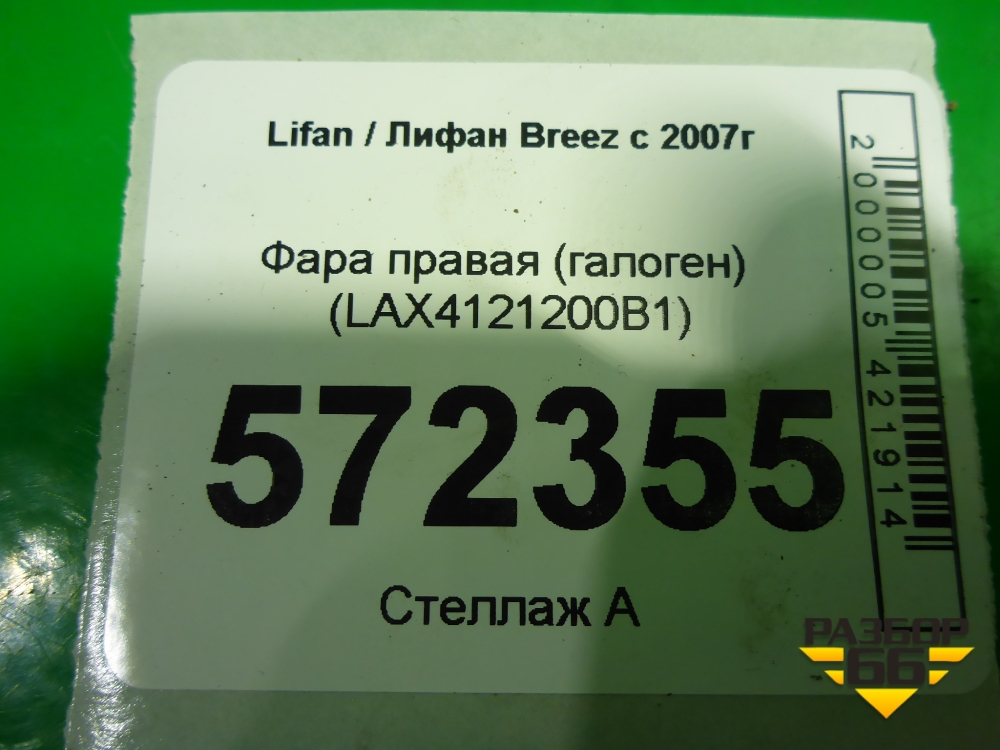 Lifan / Лифан Breez с 2007г
Фара правая (галоген)
(LAX4121200B1)
572355
Стеллаж А
2000005421914
РАЗБОР
66